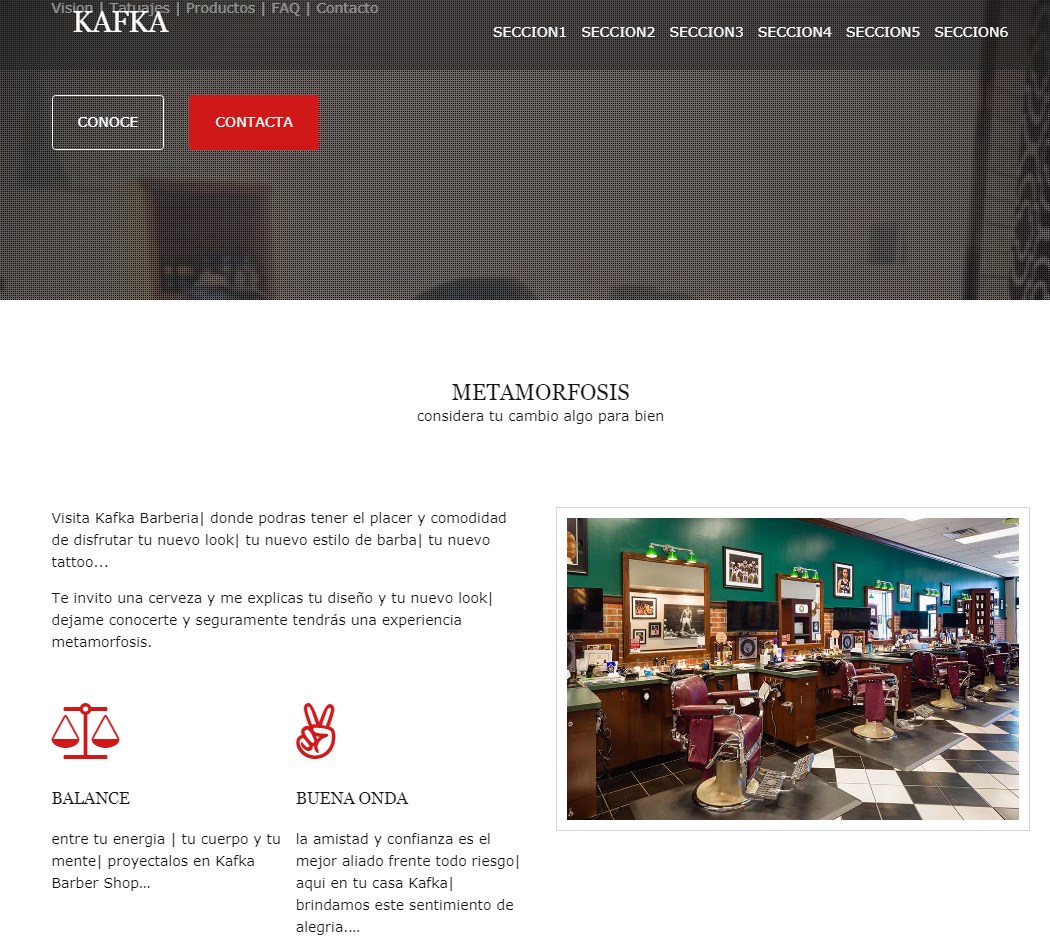 Vision | Tatuajes | Productos | FAQ | Contacto
KAFKA
SECCION1 SECCION2 SECCION3 SECCION4 SECCION5 SECCION6
CONOCE CONTACTA
METAMORFOSIS
considera tu cambio algo para bien
Visita Kafka Barberia| donde podras tener el placer y comodidad
de disfrutar tu nuevo look| tu nuevo estilo de barba| tu nuevo
tattoo...
Te invito una cerveza y me explicas tu diseño y tu nuevo look|
dejame conocerte y seguramente tendrás una experiencia
metamorfosis.
BALANCE
entre tu energia | tu cuerpo y tu
mente| proyectalos en Kafka
Barber Shop...
BUENA ONDA
la amistad y confianza es el
mejor aliado frente todo riesgo|
aqui en tu casa Kafka|
brindamos este sentimiento de
alegria....